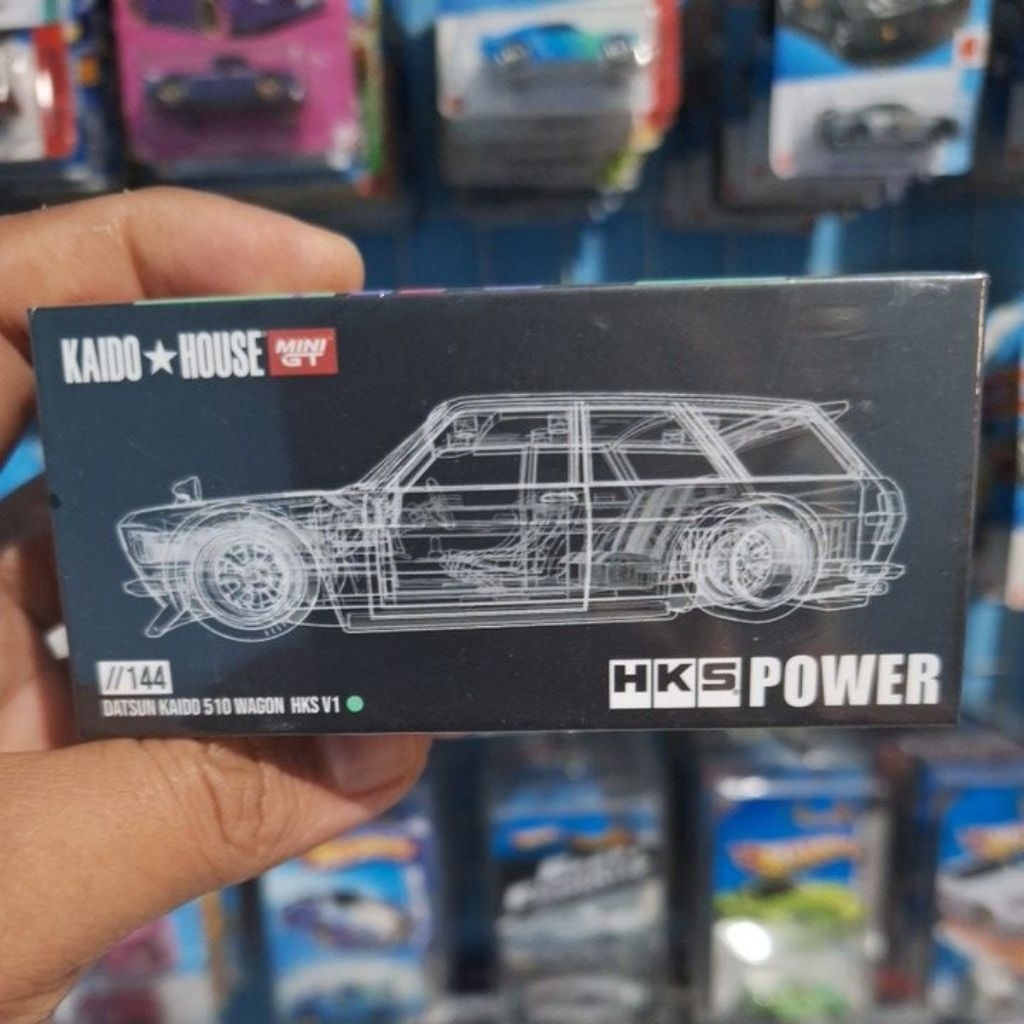 KAIDO★HOUSE MINI GT
//144
DATSUN KAIDO 510 WAGON HKS V1
HKS POWER